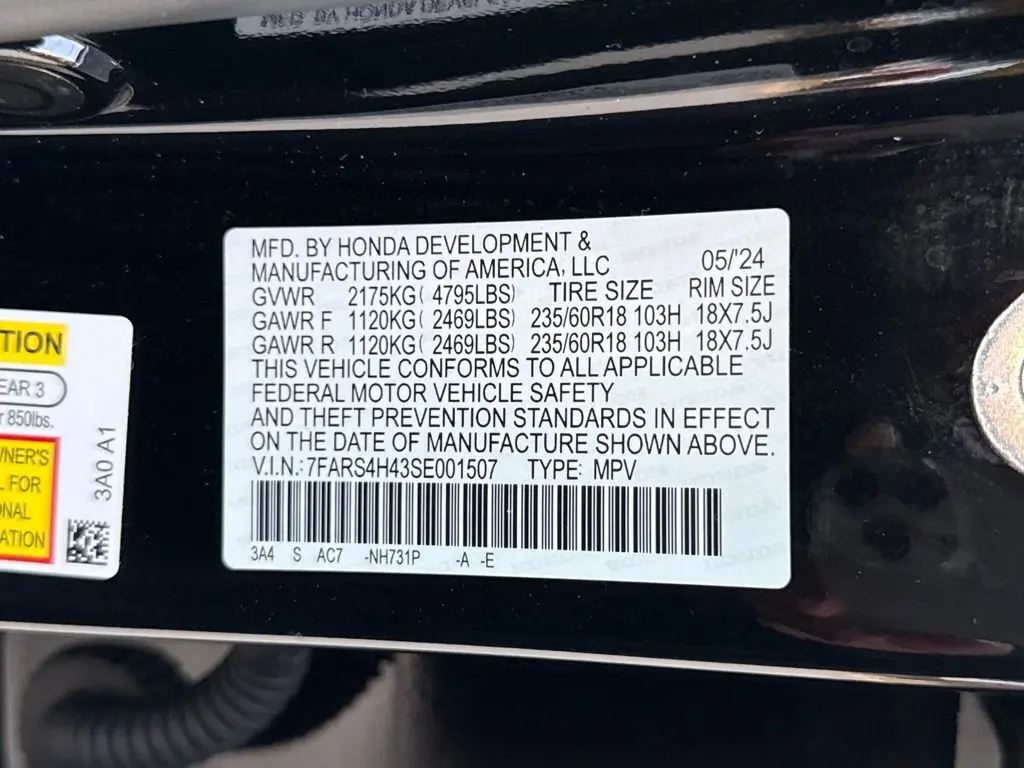 MFD. BY HONDA DEVELOPMENT &
MANUFACTURING OF AMERICA, LLC 05/'24
GVWR 2175KG( 4795LBS) TIRE SIZE RIM SIZE
GAWR F 1120KG( 2469LBS) 235/60R18 103H 18X7.5J
GAWR R 1120KG( 2469LBS) 235/60R18 103H 18X7.5J
THIS VEHICLE CONFORMS TO ALL APPLICABLE
FEDERAL MOTOR VEHICLE SAFETY
AND THEFT PREVENTION STANDARDS IN EFFECT
ON THE DATE OF MANUFACTURE SHOWN ABOVE.
V.I.N.:7FARS4H43SE001507 TYPE: MPV
3A4 S AC7 -NH731P -A -E
TION
EAR 3
r 850lbs.
WNER'S
L FOR
ONAL
ATION
3A0 A1